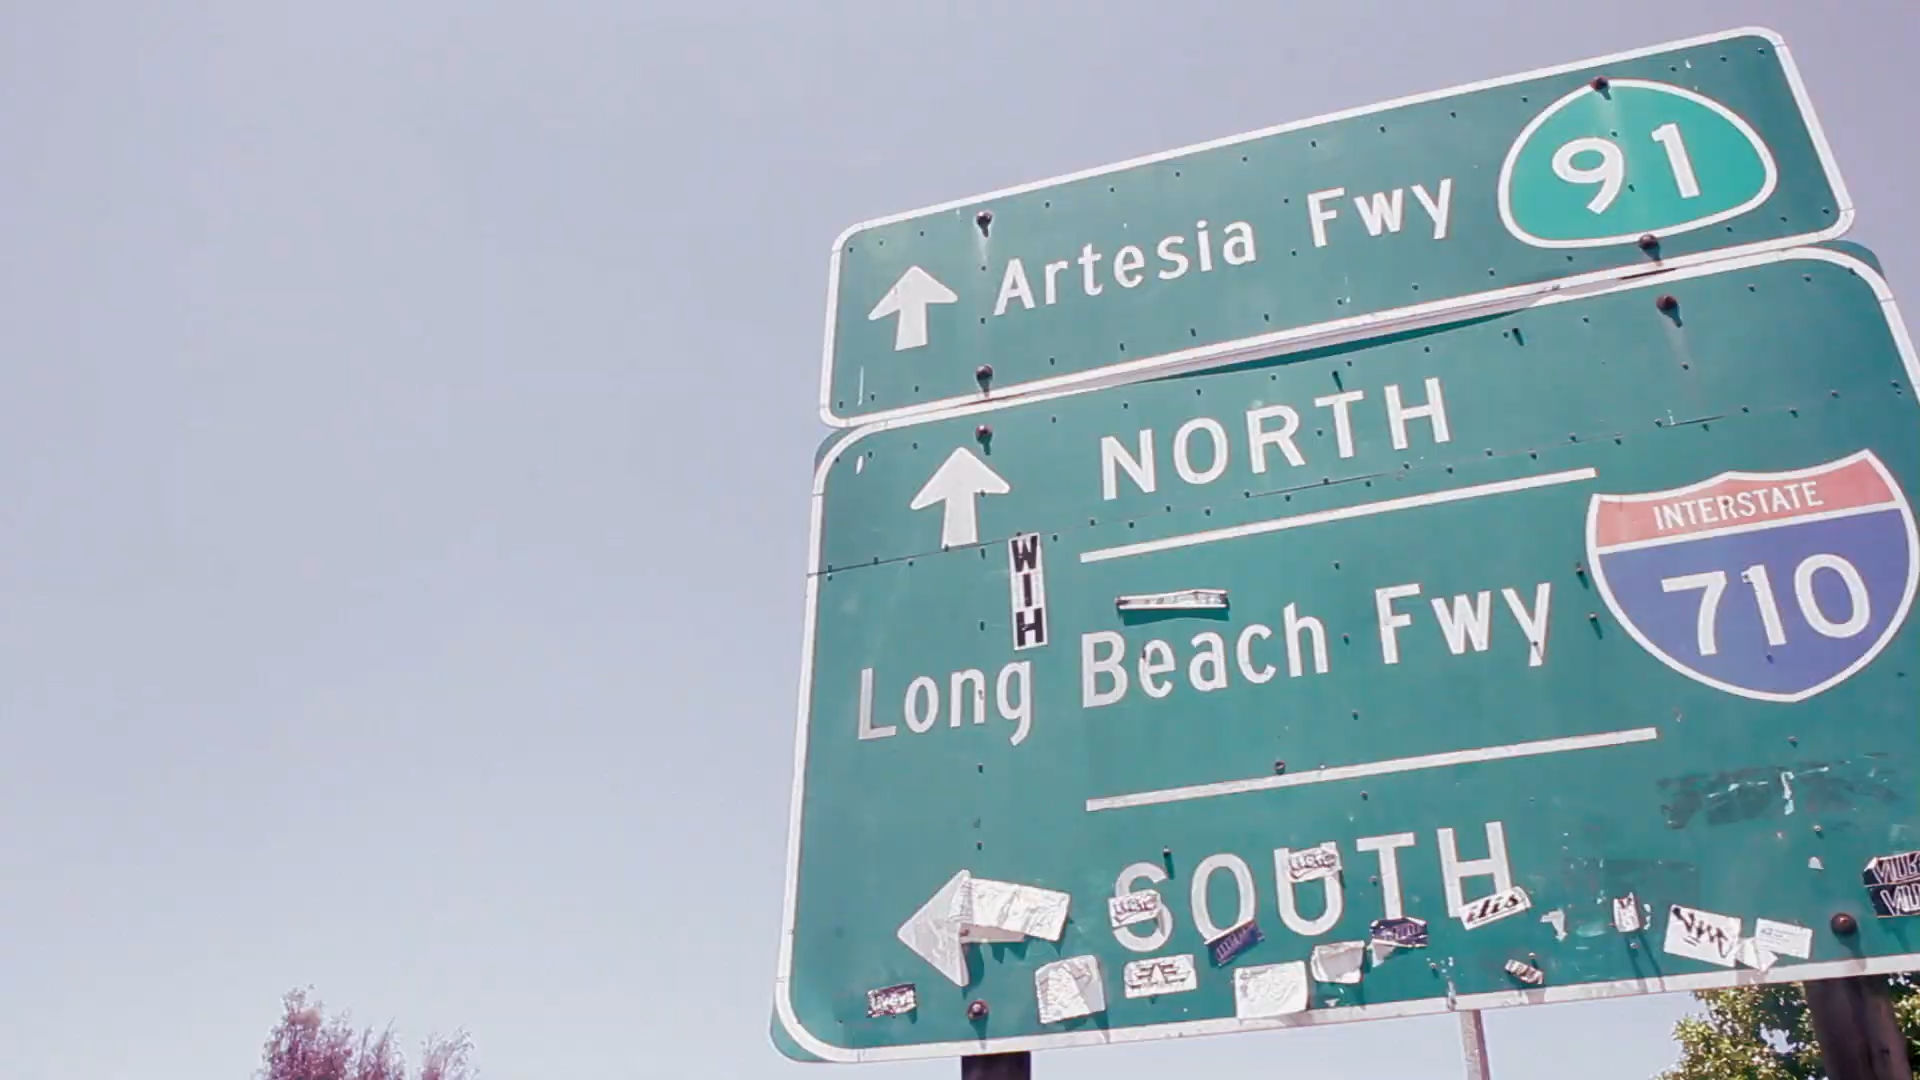 Artesia Fwy 91
NORTH
INTERSTATE
710
WIH
Long Beach Fwy
SOUTH